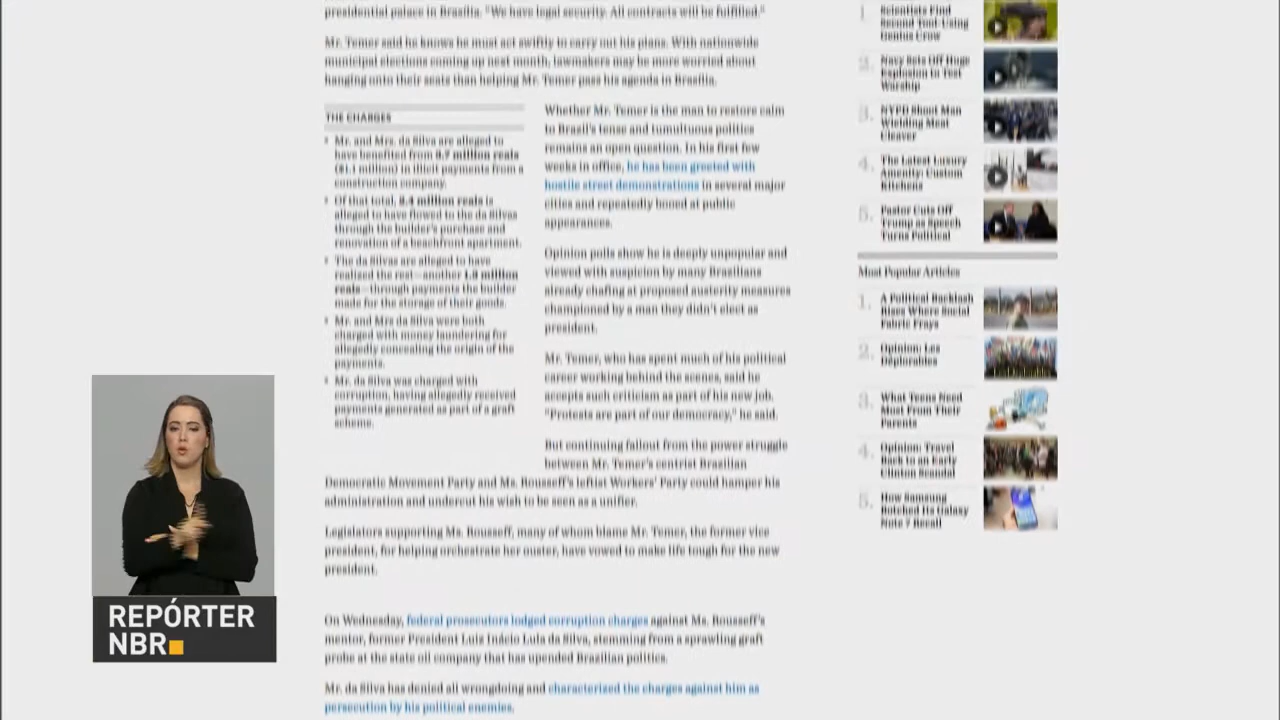 presidential palace in Brasília. "We have legal security. All contracts will be fulfilled."
Mr. Temer said he knows he must act swiftly to carry out his plans. With nationwide
municipal elections coming up next month, lawmakers may be more worried about
hanging onto their seats than helping Mr. Temer pass his agenda in Brasília.
THE CHARGES
Mr. and Mrs. da Silva are alleged to
have benefited from 3.7 million reals
($1.1 million) in illicit payments from a
construction company.
Of that total, 2.4 million reals is
alleged to have flowed to the da Silvas
through the builder's purchase and
renovation of a beachfront apartment.
The da Silvas are alleged to have
realized the rest—another 1.3 million
reals—through payments the builder
made for the storage of their goods.
Mr. and Mrs da Silva were both
charged with money laundering for
allegedly concealing the origin of the
payments.
Mr. da Silva was charged with
corruption, having allegedly received
payments generated as part of a graft
scheme.
Whether Mr. Temer is the man to restore calm
to Brazil's tense and tumultuous politics
remains an open question. In his first few
weeks in office, he has been greeted with
hostile street demonstrations in several major
cities and repeatedly booed at public
appearances.
Opinion polls show he is deeply unpopular and
viewed with suspicion by many Brazilians
already chafing at proposed austerity measures
championed by a man they didn't elect as
president.
Mr. Temer, who has spent much of his political
career working behind the scenes, said he
accepts such criticism as part of his new job.
"Protests are part of our democracy," he said.
But continuing fallout from the power struggle
between Mr. Temer's centrist Brazilian
Democratic Movement Party and Ms. Rousseff's leftist Workers' Party could hamper his
administration and undercut his wish to be seen as a unifier.
Legislators supporting Ms. Rousseff, many of whom blame Mr. Temer, the former vice
president, for helping orchestrate her ouster, have vowed to make life tough for the new
president.
On Wednesday, federal prosecutors lodged corruption charges against Ms. Rousseff's
mentor, former President Luiz Inácio Lula da Silva, stemming from a sprawling graft
probe at the state oil company that has upended Brazilian politics.
Mr. da Silva has denied all wrongdoing and characterized the charges against him as
persecution by his political enemies.
1. Scientists Find
Second Tool-Using
Genius Crow
2. Navy Sets Off Huge
Explosion to Test
Warship
3. NYPD Shoot Man
Wielding Meat
Cleaver
4. The Latest Luxury
Amenity: Custom
Kitchens
5. Pastor Cuts Off
Trump as Speech
Turns Political
Most Popular Articles
1. A Political Backlash
Rises Where Social
Fabric Frays
2. Opinion: Les
Déplorables
3. What Teens Need
Most From Their
Parents
4. Opinion: Travel
Back to an Early
Clinton Scandal
5. How Samsung
Botched Its Galaxy
Note 7 Recall
REPÓRTER
NBR